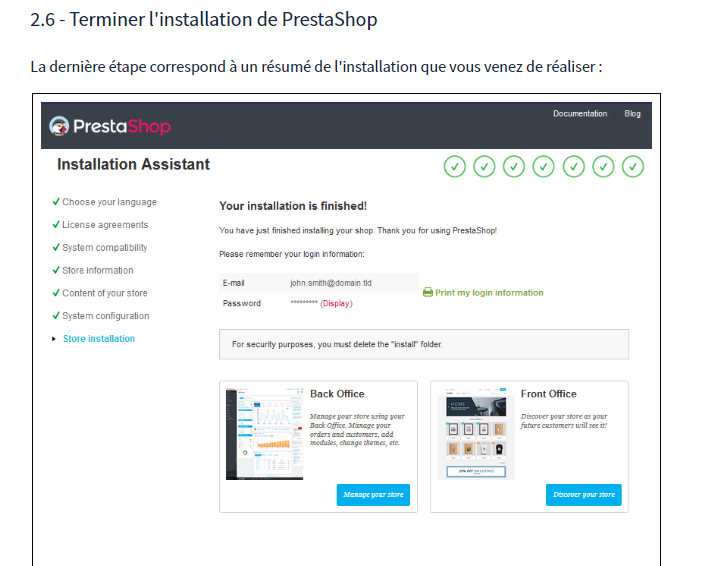 2.6 - Terminer l'installation de PrestaShop
La dernière étape correspond à un résumé de l'installation que vous venez de réaliser :
Documentation Blog
PrestaShop
Installation Assistant
Choose your language
License agreements
System compatibility
Store information
Content of your store
System configuration
Store installation
Your installation is finished!
You have just finished installing your shop. Thank you for using PrestaShop!
Please remember your login information:
E-mail john.smith@domain.tld
Password ********* (Display)
Print my login information
For security purposes, you must delete the "install" folder.
Back Office
Manage your store using your
Back Office. Manage your
orders and customers, add
modules, change themes, etc.
Manage your store
Front Office
Discover your store as your
future customers will see it!
Discover your store